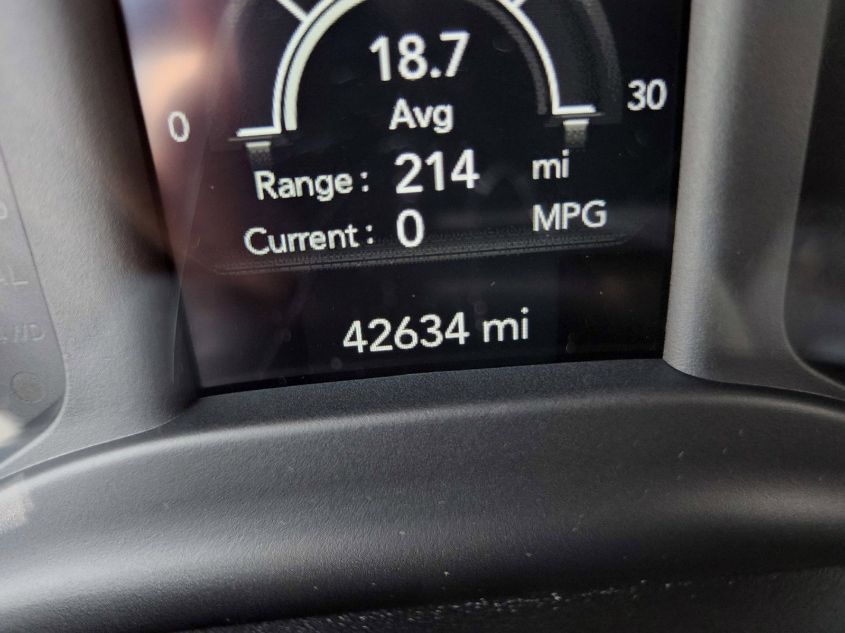 18.7
0 Avg 30
Range: 214 mi
Current: 0 MPG
42634 mi